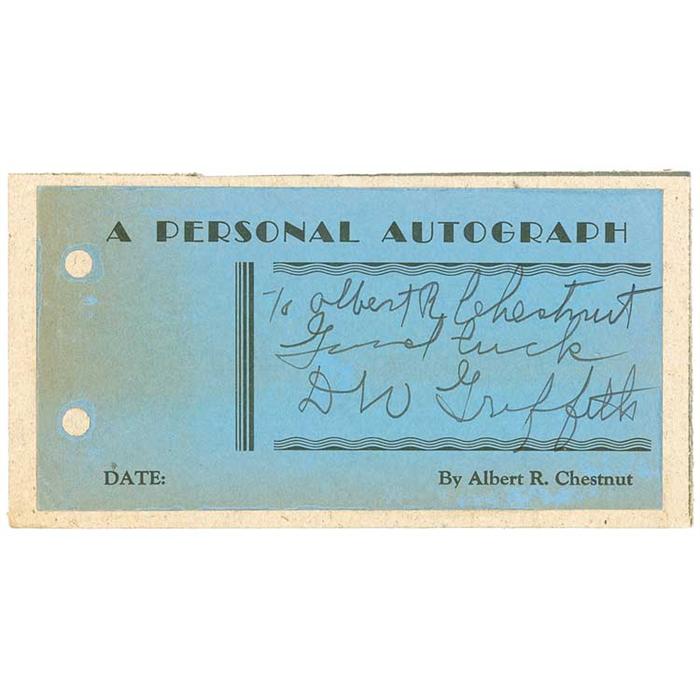 A PERSONAL AUTOGRAPH
To Albert R. Chestnut
Good luck
D W Griffith
DATE:
By Albert R. Chestnut